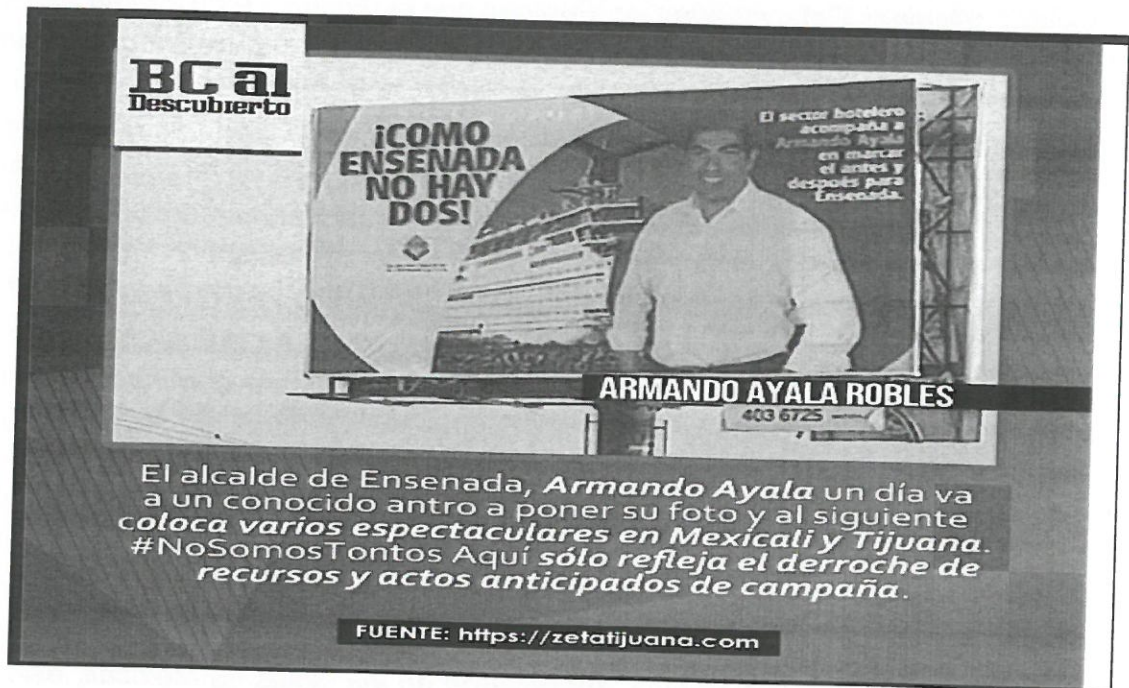 BC al
Descubierto
¡COMO
ENSENADA
NO HAY
DOS!
El sector hotelero
acompaña a
Armando Ayala
en marcar
el antes y
después para
Ensenada.
ARMANDO AYALA ROBLES
403 6725
El alcalde de Ensenada, Armando Ayala un día va
a un conocido antro a poner su foto y al siguiente
coloca varios espectaculares en Mexicali y Tijuana.
#NoSomosTontos Aquí sólo refleja el derroche de
recursos y actos anticipados de campaña.
FUENTE: https://zetatijuana.com